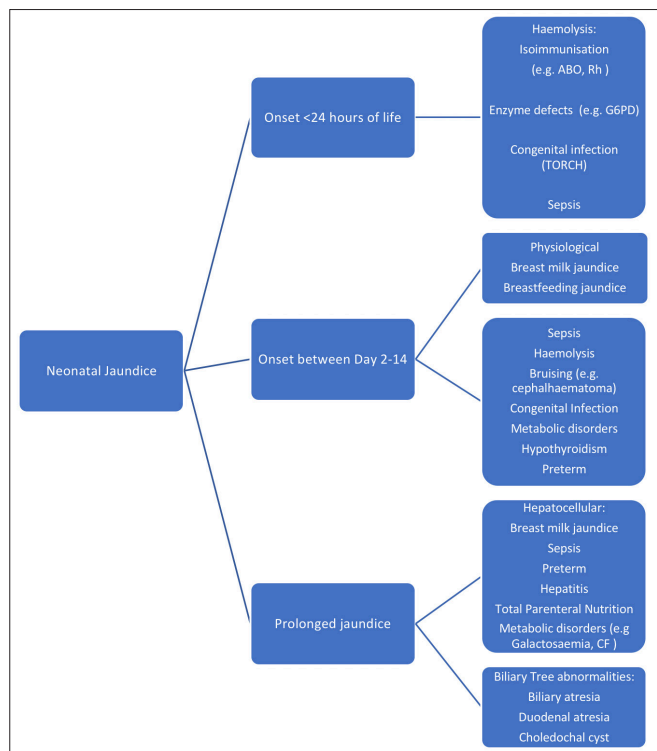 Neonatal Jaundice
Onset <24 hours of life
Haemolysis:
Isoimmunisation
(e.g. ABO, Rh )
Enzyme defects (e.g. G6PD)
Congenital infection
(TORCH)
Sepsis
Onset between Day 2-14
Physiological
Breast milk jaundice
Breastfeeding jaundice
Sepsis
Haemolysis
Bruising (e.g.
cephalhaematoma)
Congenital Infection
Metabolic disorders
Hypothyroidism
Preterm
Prolonged jaundice
Hepatocellular:
Breast milk jaundice
Sepsis
Preterm
Hepatitis
Total Parenteral Nutrition
Metabolic disorders (e.g
Galactosaemia, CF )
Biliary Tree abnormalities:
Biliary atresia
Duodenal atresia
Choledochal cyst